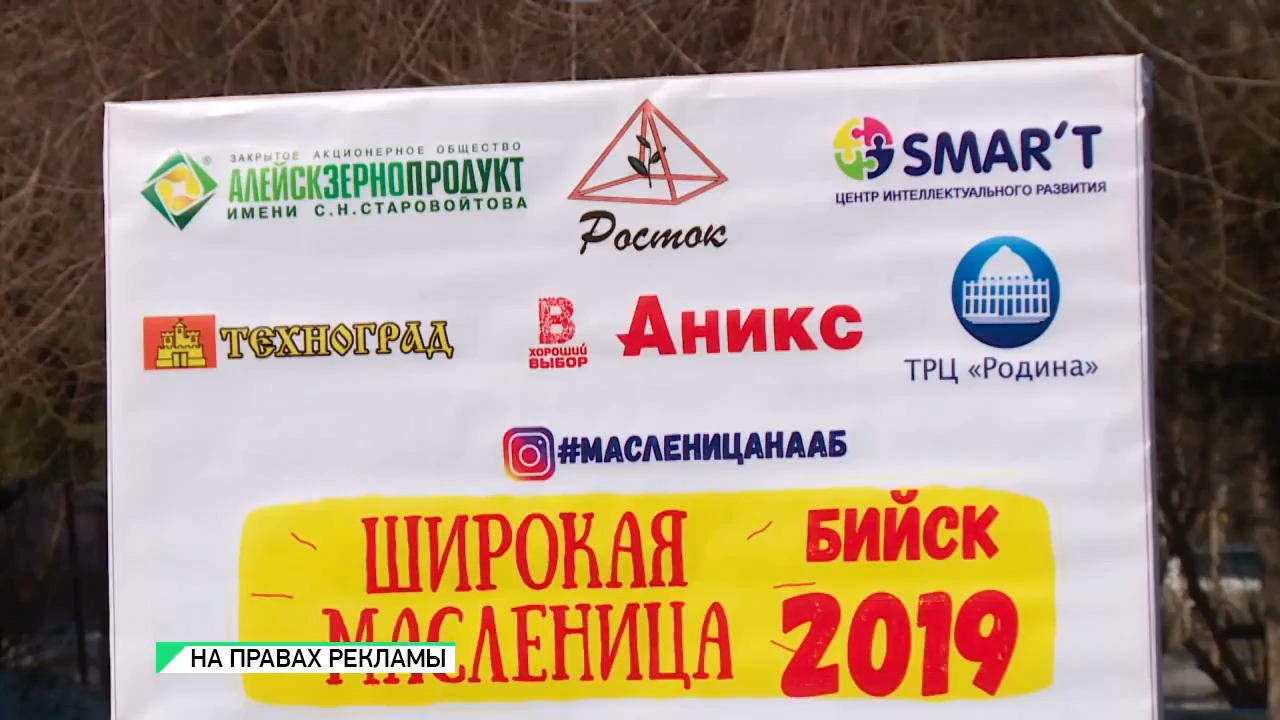 ЗАКРЫТОЕ АКЦИОНЕРНОЕ ОБЩЕСТВО
АЛЕЙСКЗЕРНОПРОДУКТ
®
ИМЕНИ С.Н.СТАРОВОЙТОВА
Росток
SMAR'T
ЦЕНТР ИНТЕЛЛЕКТУАЛЬНОГО РАЗВИТИЯ
ТЕХНОГРАД
В
ХОРОШИЙ
ВЫБОР
Аникс
ТРЦ «Родина»
#МАСЛЕНИЦАНААБ
ШИРОКАЯ
МАСЛЕНИЦА
БИЙСК
2019
НА ПРАВАХ РЕКЛАМЫ